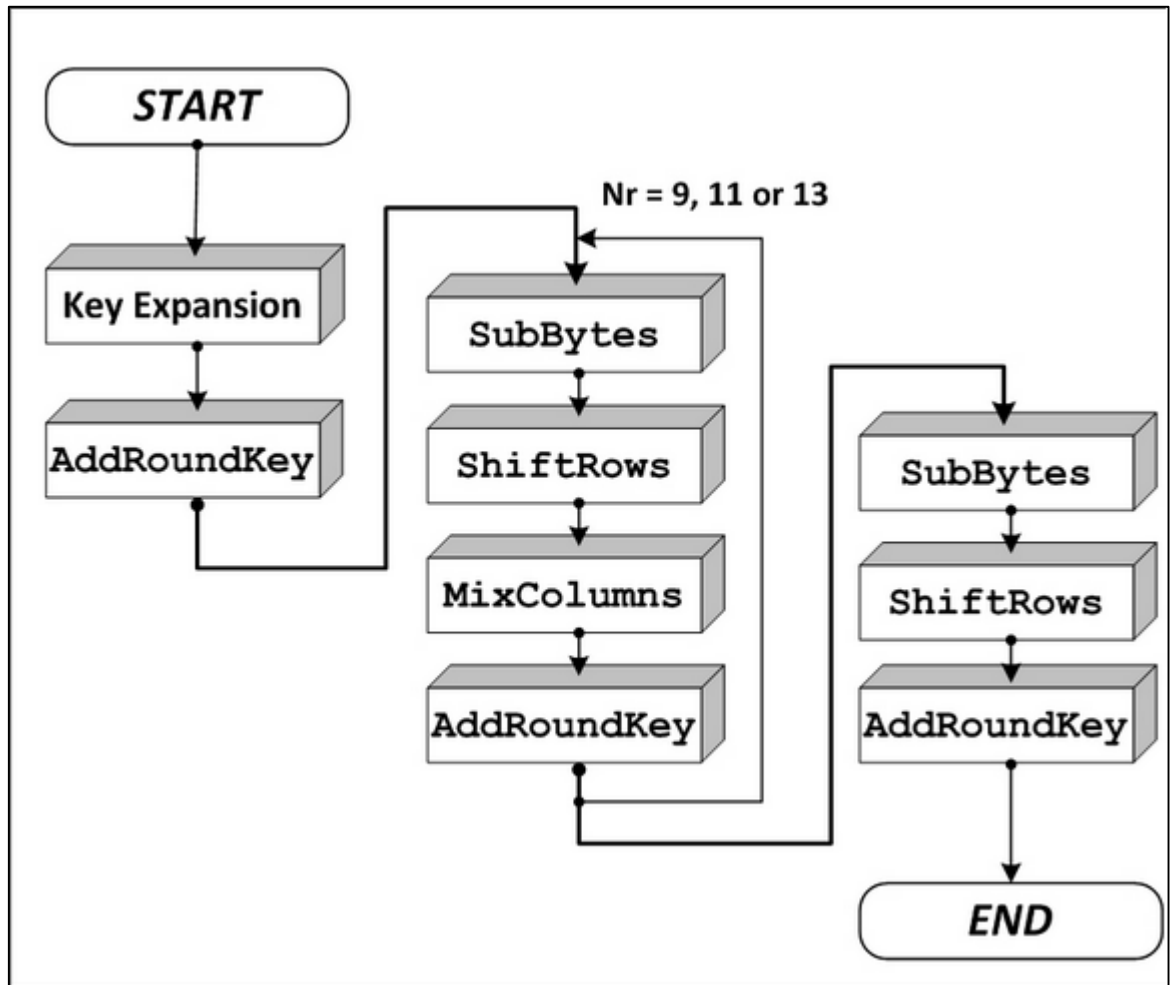 START
Key Expansion
AddRoundKey
Nr = 9, 11 or 13
SubBytes
ShiftRows
MixColumns
AddRoundKey
SubBytes
ShiftRows
AddRoundKey
END